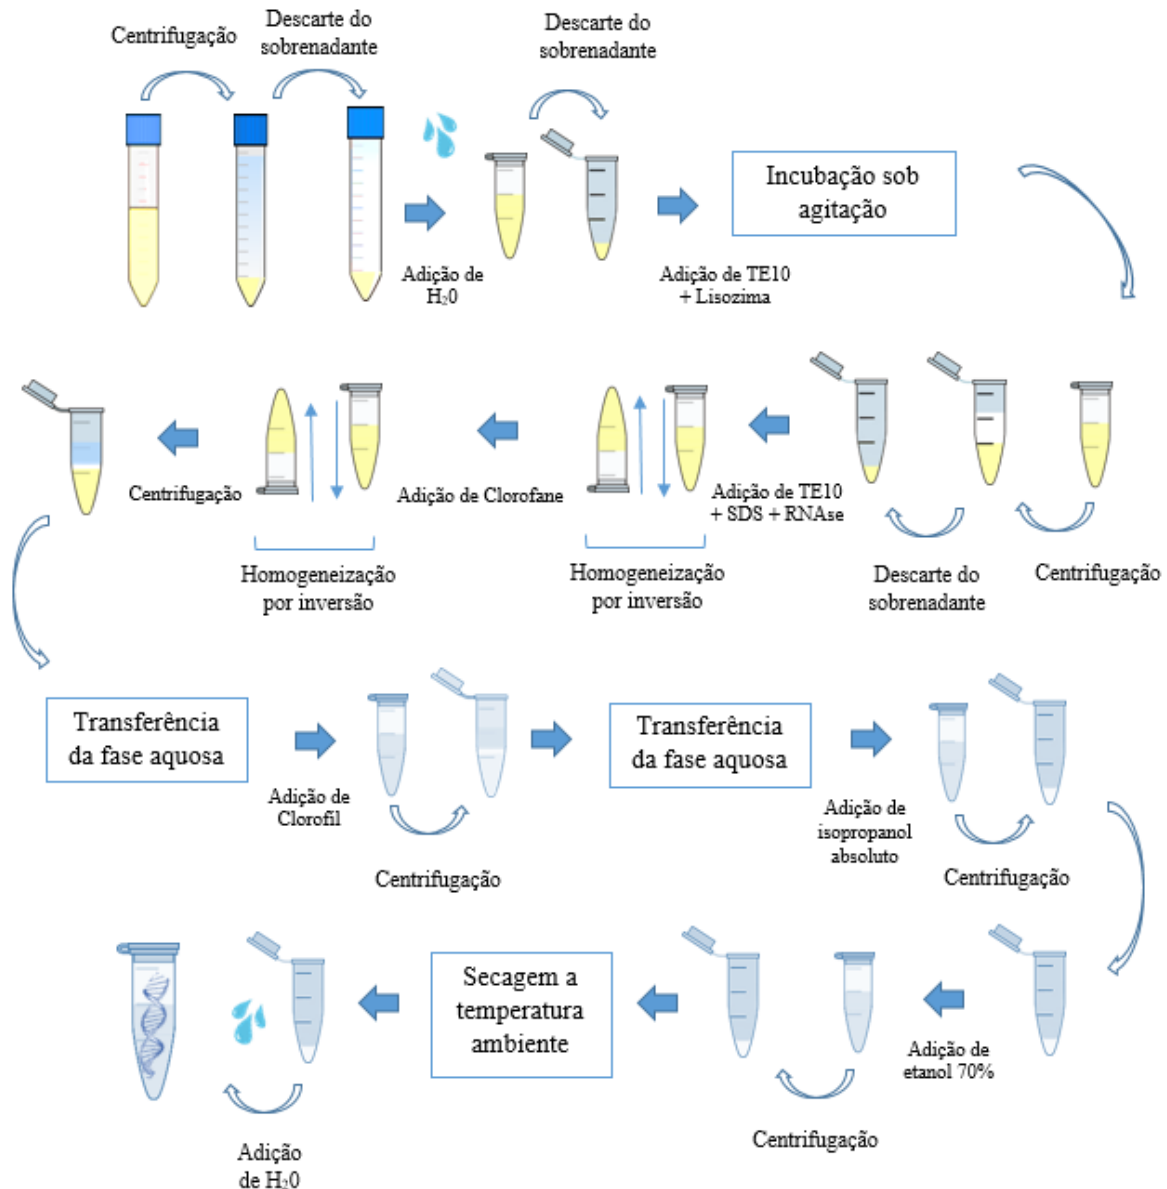 Centrifugação
Descarte do
sobrenadante
Descarte do
sobrenadante
Adição de
H₂0
Adição de TE10
+ Lisozima
Incubação sob
agitação
Centrifugação
Descarte do
sobrenadante
Adição de TE10
+ SDS + RNAse
Homogeneização
por inversão
Adição de Clorofane
Homogeneização
por inversão
Centrifugação
Transferência
da fase aquosa
Adição de
Clorofil
Centrifugação
Transferência
da fase aquosa
Adição de
isopropanol
absoluto
Centrifugação
Adição de
etanol 70%
Centrifugação
Secagem a
temperatura
ambiente
Adição
de H₂0